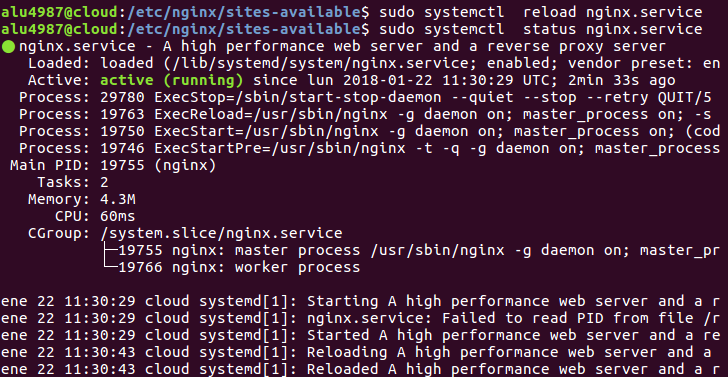 alu4987@cloud:/etc/nginx/sites-available$ sudo systemctl  reload nginx.service
alu4987@cloud:/etc/nginx/sites-available$ sudo systemctl  status nginx.service
● nginx.service - A high performance web server and a reverse proxy server
   Loaded: loaded (/lib/systemd/system/nginx.service; enabled; vendor preset: en
   Active: active (running) since lun 2018-01-22 11:30:29 UTC; 2min 33s ago
  Process: 29780 ExecStop=/sbin/start-stop-daemon --quiet --stop --retry QUIT/5
  Process: 19763 ExecReload=/usr/sbin/nginx -g daemon on; master_process on; -s
  Process: 19750 ExecStart=/usr/sbin/nginx -g daemon on; master_process on; (cod
  Process: 19746 ExecStartPre=/usr/sbin/nginx -t -q -g daemon on; master_process
 Main PID: 19755 (nginx)
    Tasks: 2
   Memory: 4.3M
      CPU: 60ms
   CGroup: /system.slice/nginx.service
           ├─19755 nginx: master process /usr/sbin/nginx -g daemon on; master_pr
           └─19766 nginx: worker process
ene 22 11:30:29 cloud systemd[1]: Starting A high performance web server and a r
ene 22 11:30:29 cloud systemd[1]: nginx.service: Failed to read PID from file /r
ene 22 11:30:29 cloud systemd[1]: Started A high performance web server and a re
ene 22 11:30:43 cloud systemd[1]: Reloading A high performance web server and a
ene 22 11:30:43 cloud systemd[1]: Reloaded A high performance web server and a r